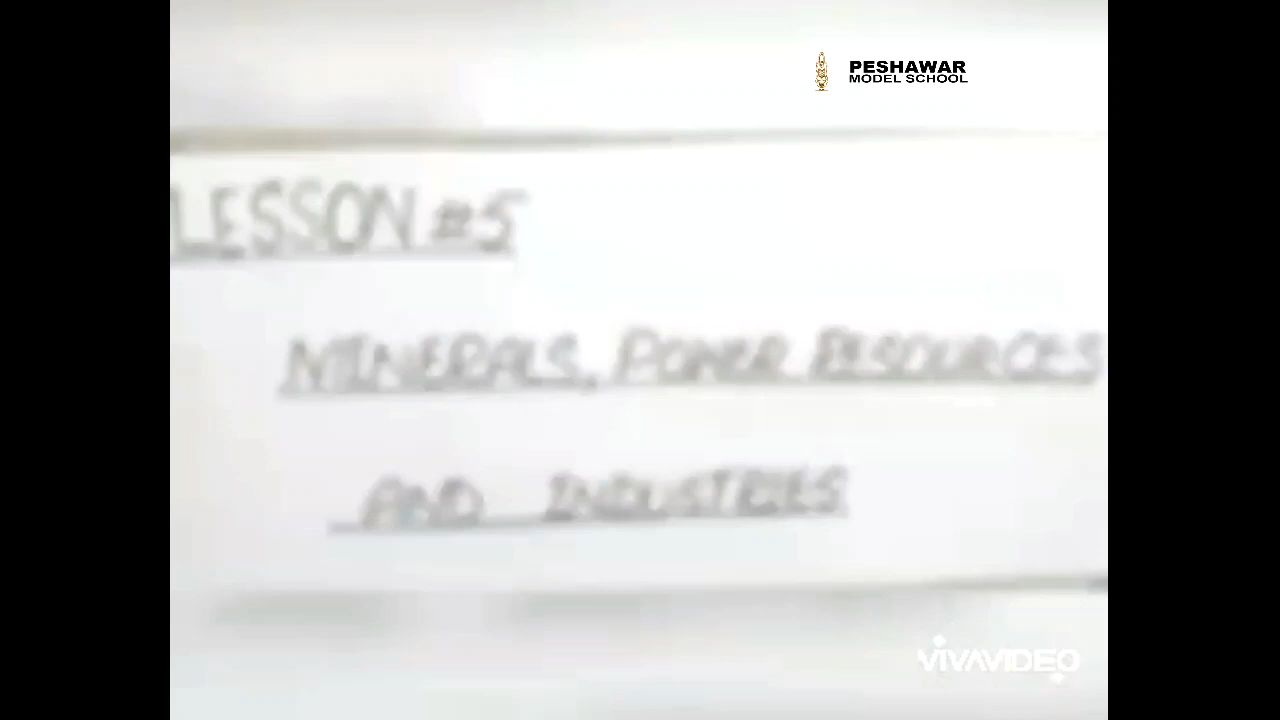 PESHAWAR
MODEL SCHOOL
LESSON #5
MINERALS, POWER RESOURCES
AND INDUSTRIES
VIVAVIDEO